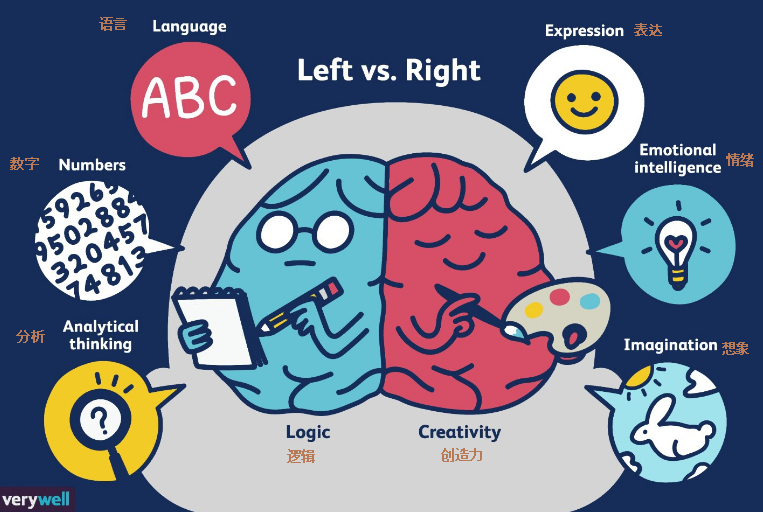 语言 Language
Expression 表达
Left vs. Right
ABC
数字 Numbers
Emotional
intelligence 情绪
59269
9502884
320457
74813
分析 Analytical
thinking
Imagination 想象
?
Logic
逻辑
Creativity
创造力
verywell